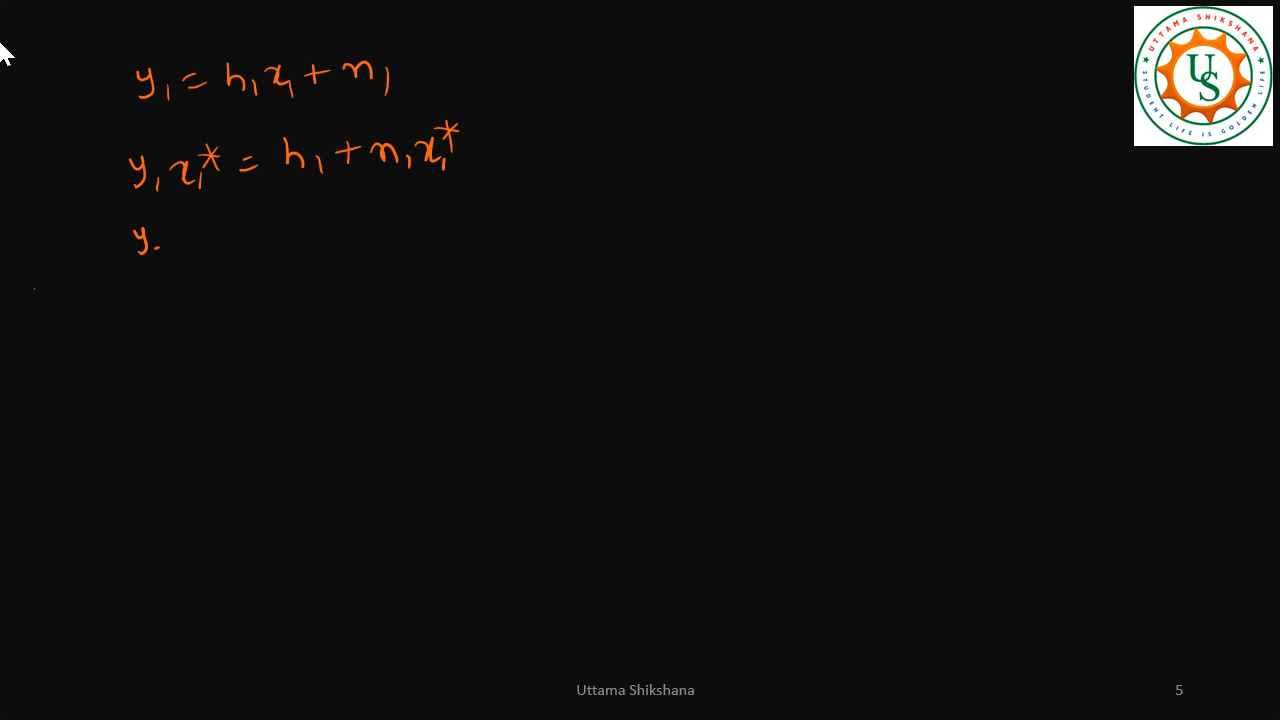 y₁ = h₁x₁ + n₁
y₁x₁* = h₁ + n₁x₁*
y.
UTTAMA SHIKSHANA
US
STUDENT LIFE IS GOLDEN LIFE
Uttama Shikshana
5